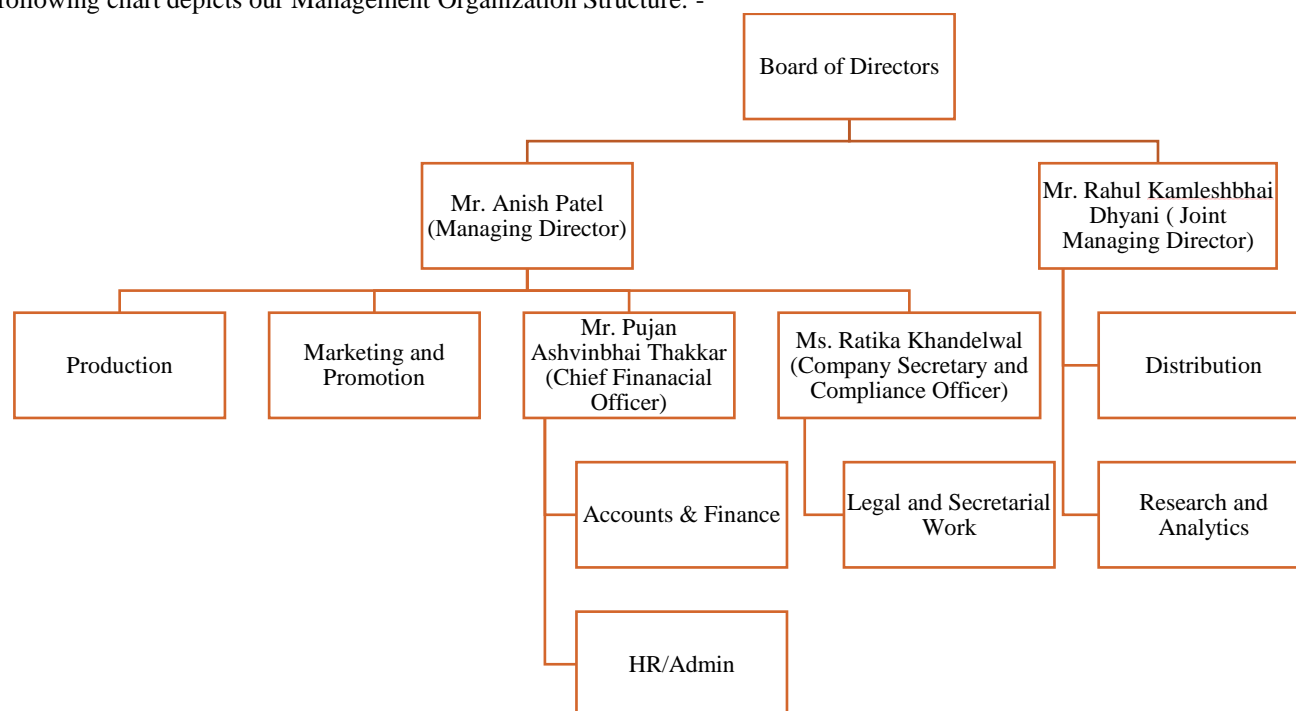 following chart depicts our Management Organization Structure: -
Board of Directors
Mr. Anish Patel
(Managing Director)
Mr. Rahul Kamleshbhai
Dhyani ( Joint
Managing Director)
Production
Marketing and
Promotion
Mr. Pujan
Ashvinbhai Thakkar
(Chief Finanacial
Officer)
Ms. Ratika Khandelwal
(Company Secretary and
Compliance Officer)
Distribution
Accounts & Finance
Legal and Secretarial
Work
Research and
Analytics
HR/Admin